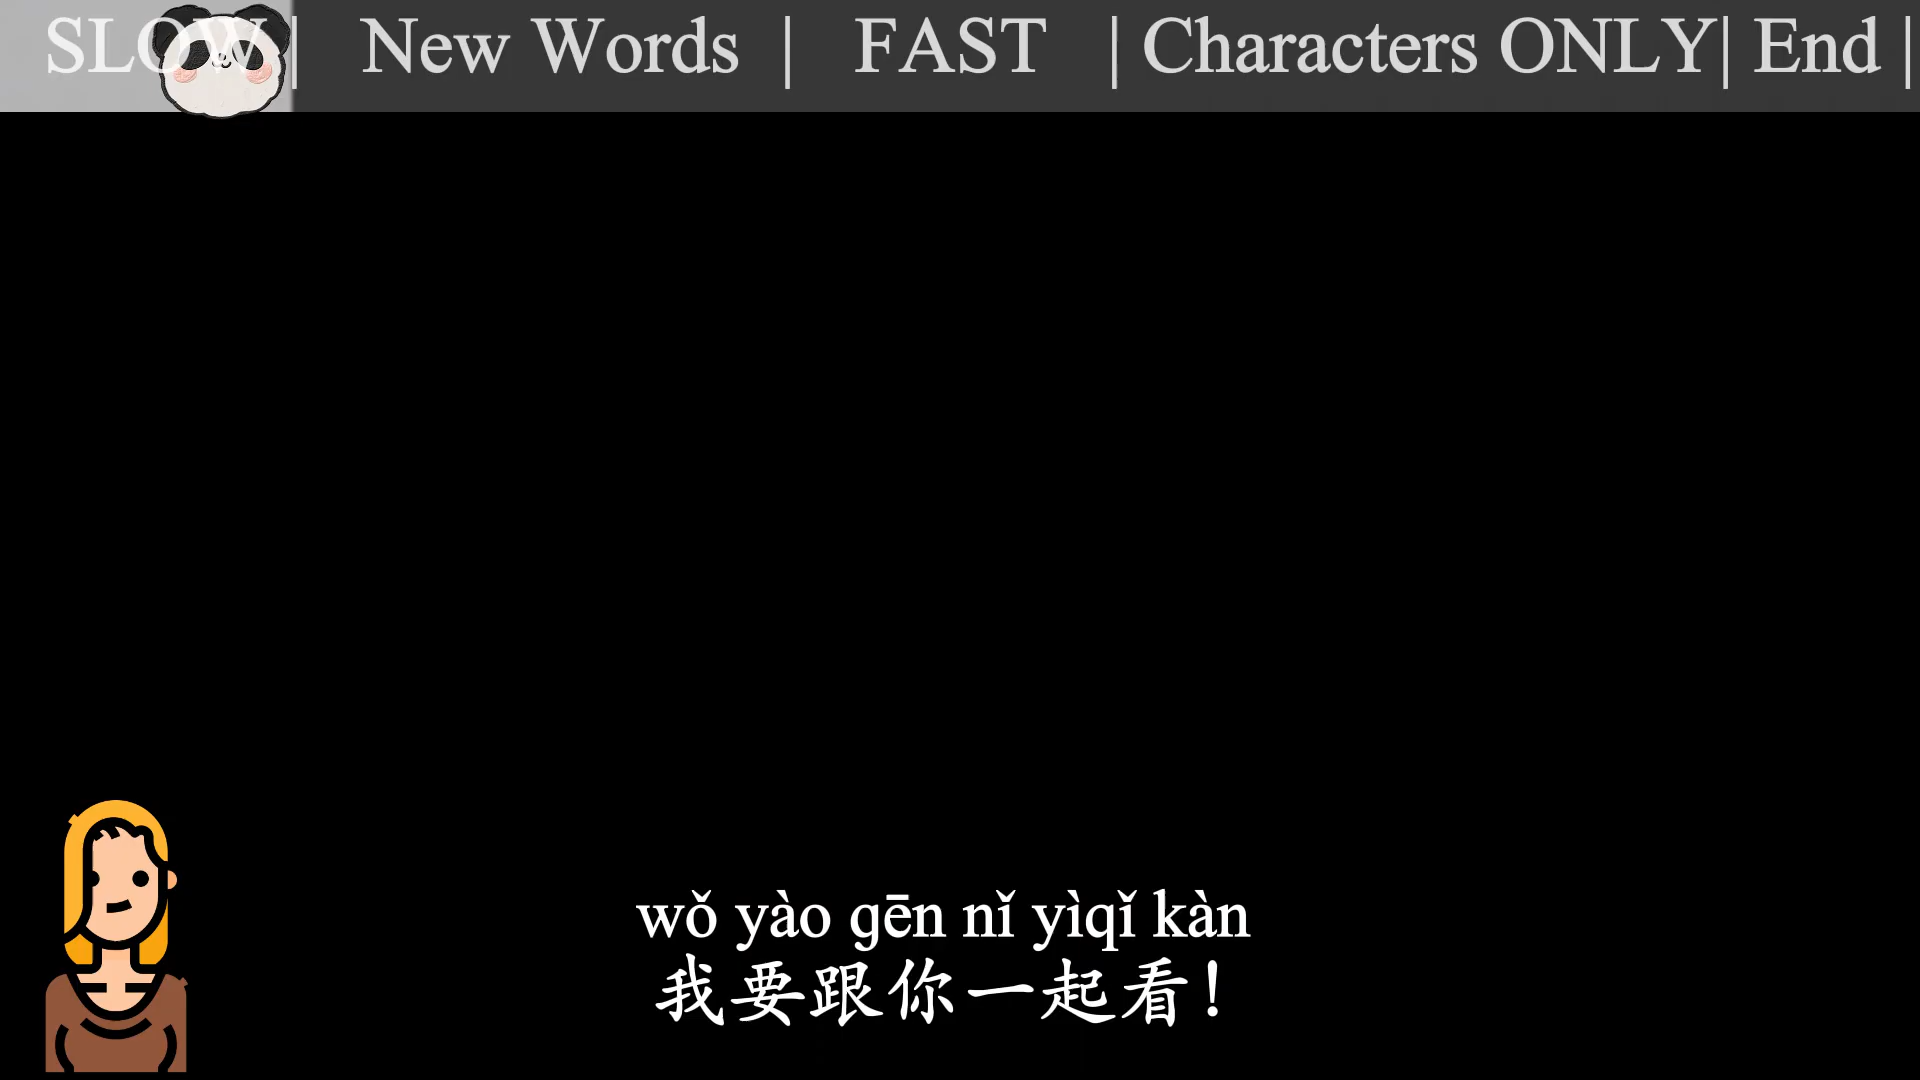 SLOW | New Words | FAST | Characters ONLY| End |
wǒ yào gēn nǐ yìqǐ kàn
我要跟你一起看！